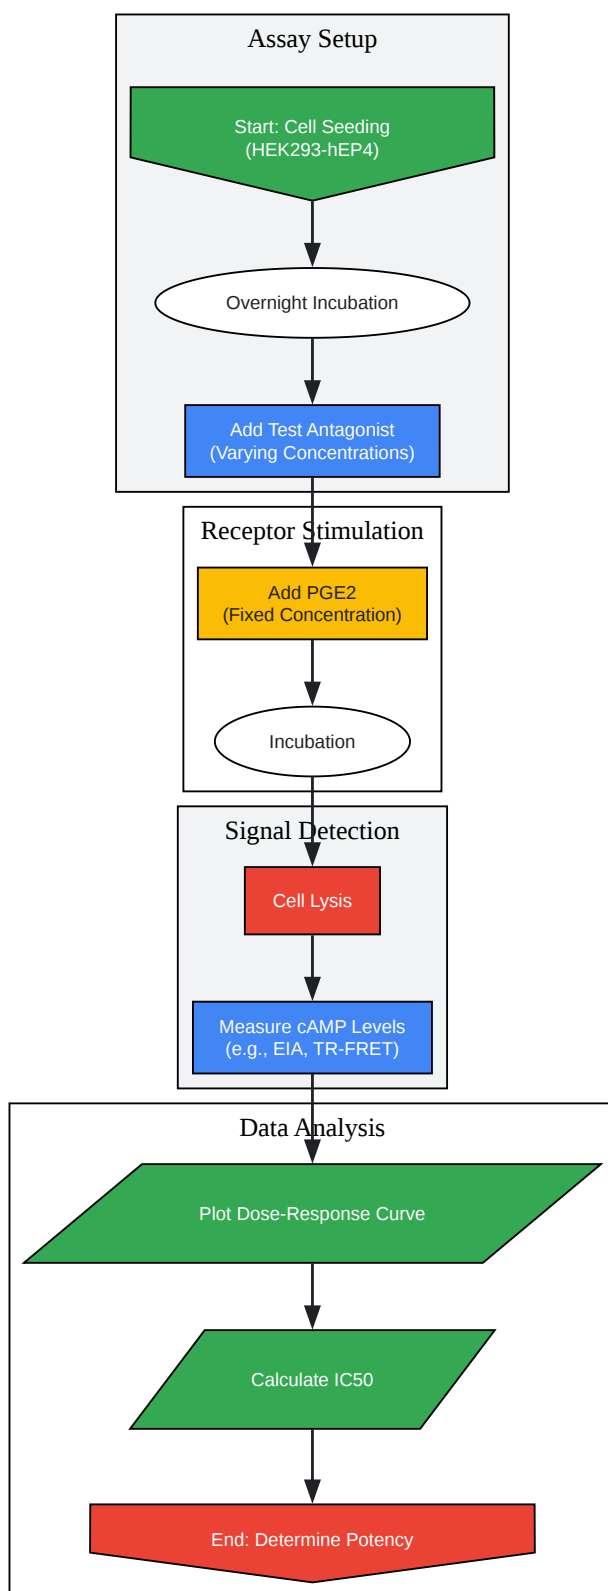 Assay Setup
Start: Cell Seeding
(HEK293-hEP4)
Overnight Incubation
Add Test Antagonist
(Varying Concentrations)
Receptor Stimulation
Add PGE2
(Fixed Concentration)
Incubation
Signal Detection
Cell Lysis
Measure cAMP Levels
(e.g., EIA, TR-FRET)
Data Analysis
Plot Dose-Response Curve
Calculate IC50
End: Determine Potency